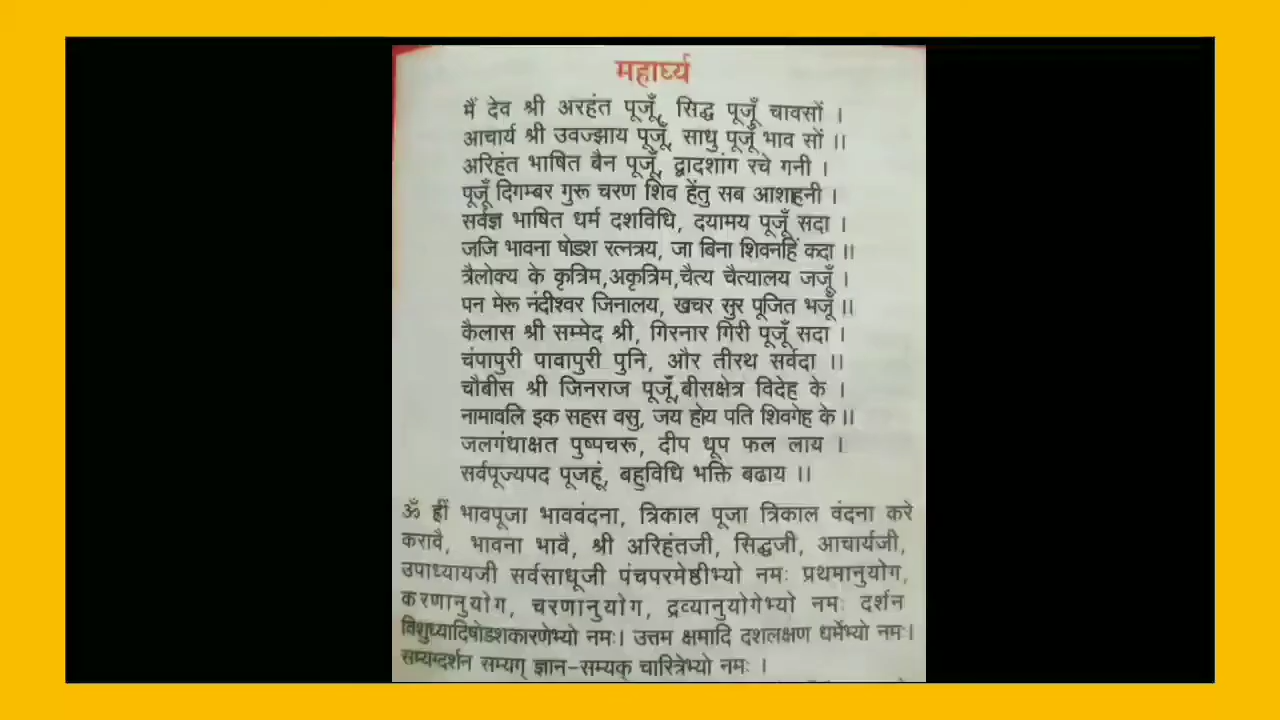 महार्घ्य
मैं देव श्री अरहंत पूजूँ, सिद्ध पूजूँ चावसों ।
आचार्य श्री उवज्झाय पूजूँ, साधु पूजूँ भाव सों ।।
अरिहंत भाषित बैन पूजूँ, द्वादशांग रचे गनी ।
पूजूँ दिगम्बर गुरू चरण शिव हेंतु सब आशाहनी ।
सर्वज्ञ भाषित धर्म दशविधि, दयामय पूजूँ सदा ।
जजि भावना षोडश रत्नत्रय, जा बिना शिवनहिं कदा ।।
त्रैलोक्य के कृत्रिम,अकृत्रिम,चैत्य चैत्यालय जजूँ ।
पन मेरू नंदीश्वर जिनालय, खचर सुर पूजित भजूँ ।।
कैलास श्री सम्मेद श्री, गिरनार गिरी पूजूँ सदा ।
चंपापुरी पावापुरी पुनि, और तीरथ सर्वदा ।।
चौबीस श्री जिनराज पूजूँ,बीसक्षेत्र विदेह के ।
नामावलि इक सहस वसु, जय होय पति शिवगेह के ।।
जलगंधाक्षत पुष्पचरू, दीप धूप फल लाय ।
सर्वपूज्यपद पूजहूं, बहुविधि भक्ति बढाय ।।
ॐ ह्रीं भावपूजा भाववंदना, त्रिकाल पूजा त्रिकाल वंदना करे
करावै, भावना भावै, श्री अरिहंतजी, सिद्धजी, आचार्यजी,
उपाध्यायजी सर्वसाधूजी पंचपरमेष्ठीभ्यो नमः प्रथमानुयोग,
करणानुयोग, चरणानुयोग, द्रव्यानुयोगेभ्यो नमः दर्शन
विशुध्यादिषोडशकारणेभ्यो नमः। उत्तम क्षमादि दशलक्षण धर्मेभ्यो नमः।
सम्यग्दर्शन सम्यग् ज्ञान-सम्यक् चारित्रेभ्यो नमः ।